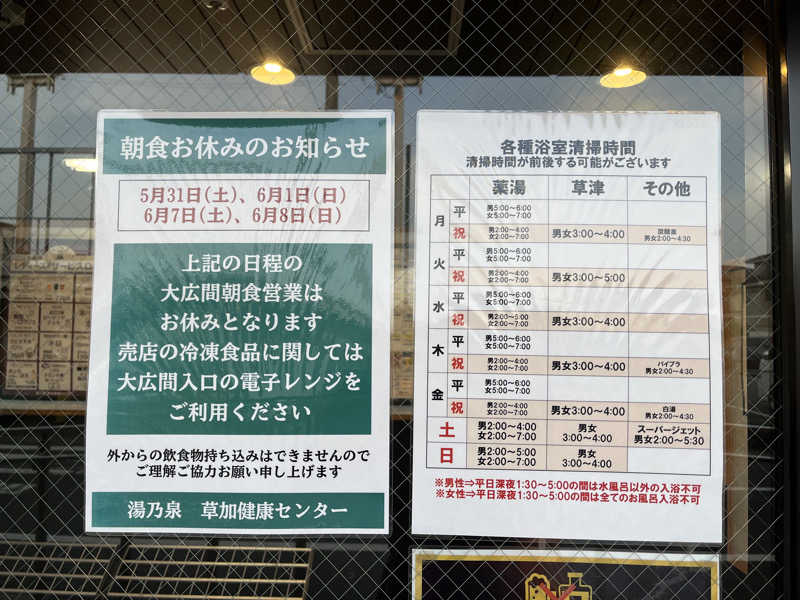 朝食お休みのお知らせ
5月31日(土)、6月1日(日)
6月7日(土)、6月8日(日)
上記の日程の
大広間朝食営業は
お休みとなります
売店の冷凍食品に関しては
大広間入口の電子レンジを
ご利用ください
外からの飲食物持ち込みはできませんので
ご理解ご協力お願い申し上げます
湯乃泉 草加健康センター
各種浴室清掃時間
清掃時間が前後する可能がございます
薬湯 草津 その他
月 平 男5:00～6:00
女5:00～7:00
祝 男2:00～4:00
女2:00～7:00 男女3:00～4:00 炭酸泉
男女2:00～4:30
火 平 男5:00～6:00
女5:00～7:00
祝 男2:00～4:00
女2:00～7:00 男女3:00～5:00
水 平 男5:00～6:00
女5:00～7:00
祝 男2:00～5:00
女2:00～7:00 男女3:00～4:00
木 平 男5:00～6:00
女5:00～7:00
祝 男2:00～4:00
女2:00～7:00 男女3:00～4:00 バイブラ
男女2:00～4:30
金 平 男5:00～6:00
女5:00～7:00
祝 男2:00～4:00
女2:00～7:00 男女3:00～4:00 白湯
男女2:00～4:30
土 男2:00～4:00
女2:00～7:00 男女
3:00～4:00 スーパージェット
男女2:00～5:30
日 男2:00～5:00
女2:00～7:00 男女
3:00～4:00
※男性⇒平日深夜1:30～5:00の間は水風呂以外の入浴不可
※女性⇒平日深夜1:30～5:00の間は全てのお風呂入浴不可